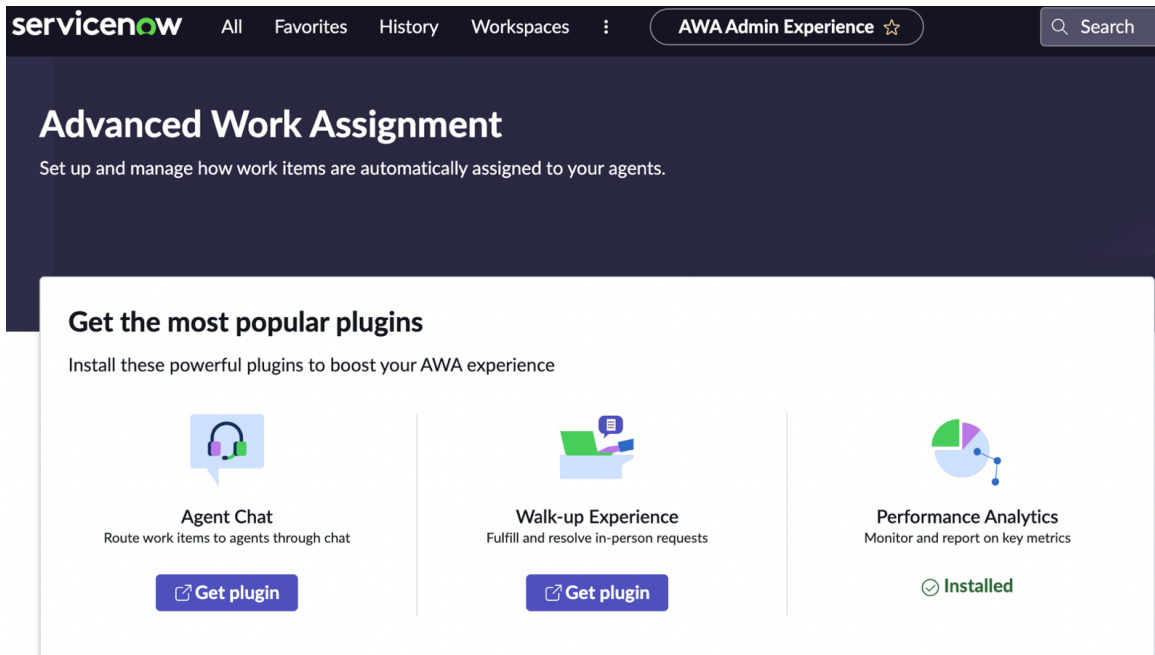 servicenow All Favorites History Workspaces AWA Admin Experience Search
Advanced Work Assignment
Set up and manage how work items are automatically assigned to your agents.
Get the most popular plugins
Install these powerful plugins to boost your AWA experience
Agent Chat
Route work items to agents through chat
Get plugin
Walk-up Experience
Fulfill and resolve in-person requests
Get plugin
Performance Analytics
Monitor and report on key metrics
Installed